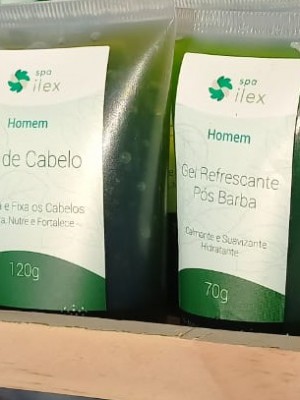 spa
ilex
Homem
de Cabelo
e Fixa os Cabelos
Nutre e Fortalece
120g
spa
ilex
Homem
Gel Refrescante
Pós Barba
Calmante e Suavizante
Hidratante
70g